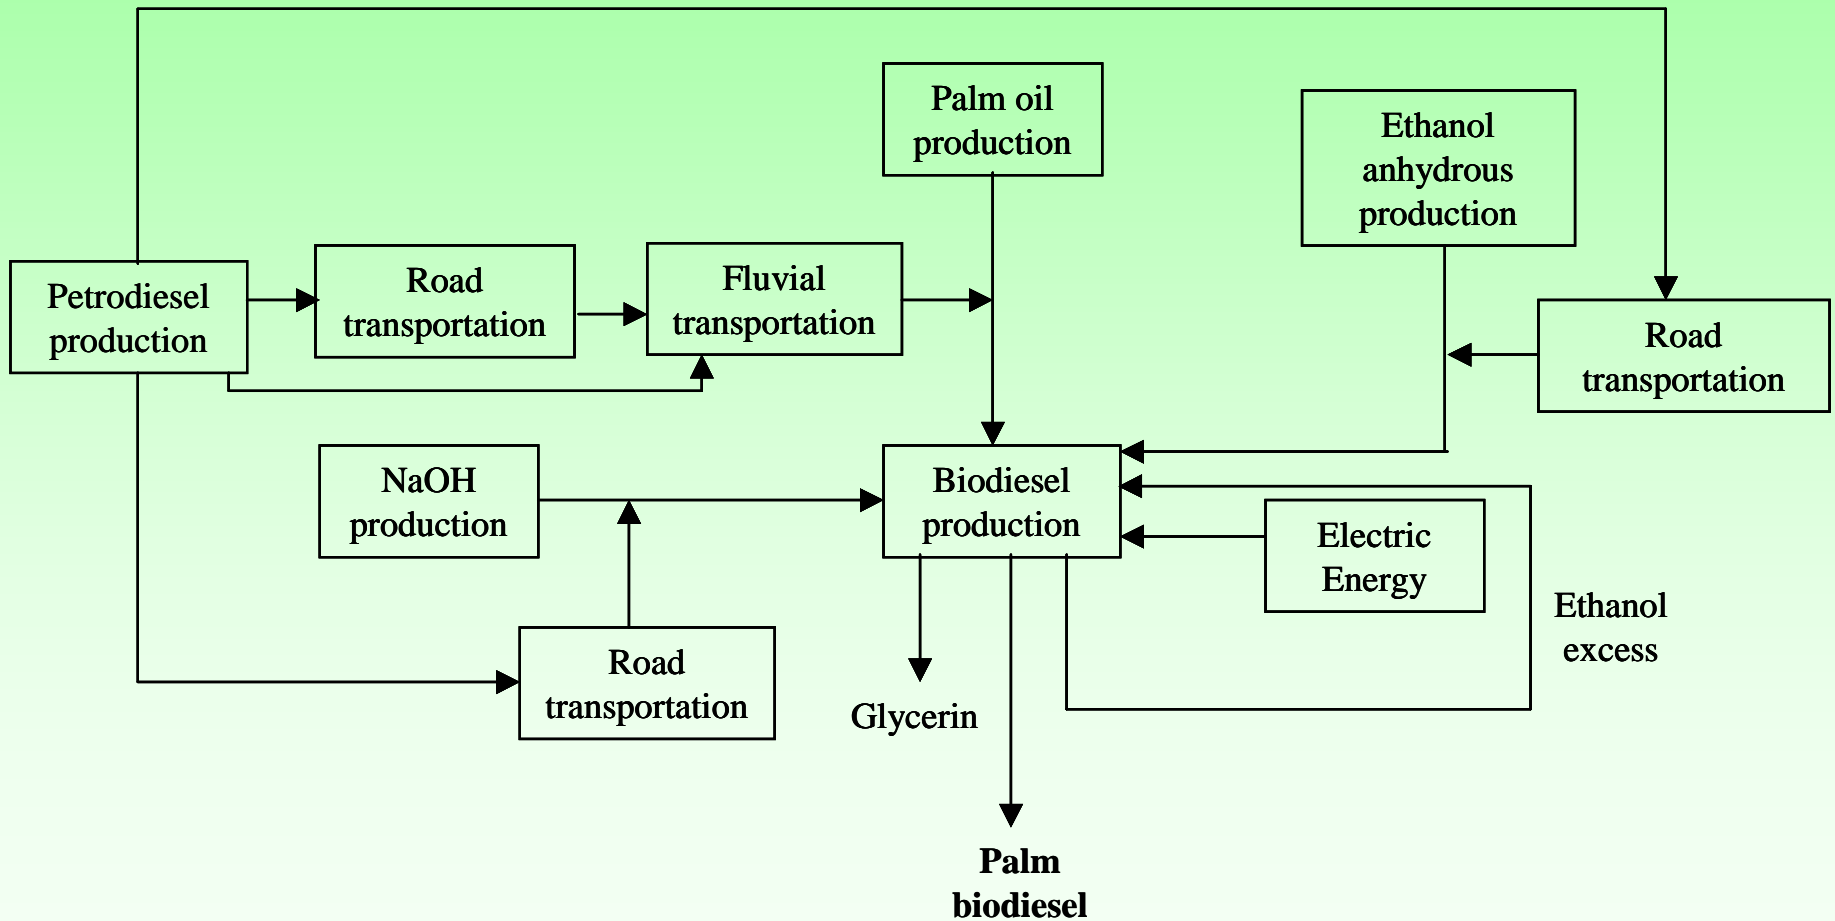 Palm oil
production
Ethanol
anhydrous
production
Petrodiesel
production
Road
transportation
Fluvial
transportation
Road
transportation
NaOH
production
Biodiesel
production
Electric
Energy
Ethanol
excess
Road
transportation
Glycerin
Palm
biodiesel